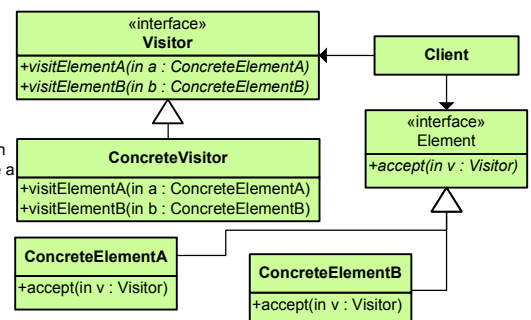 «interface»
Visitor
+visitElementA(in a : ConcreteElementA)
+visitElementB(in b : ConcreteElementB)
Client
«interface»
Element
+accept(in v : Visitor)
ConcreteVisitor
+visitElementA(in a : ConcreteElementA)
+visitElementB(in b : ConcreteElementB)
a
ConcreteElementA
+accept(in v : Visitor)
ConcreteElementB
+accept(in v : Visitor)